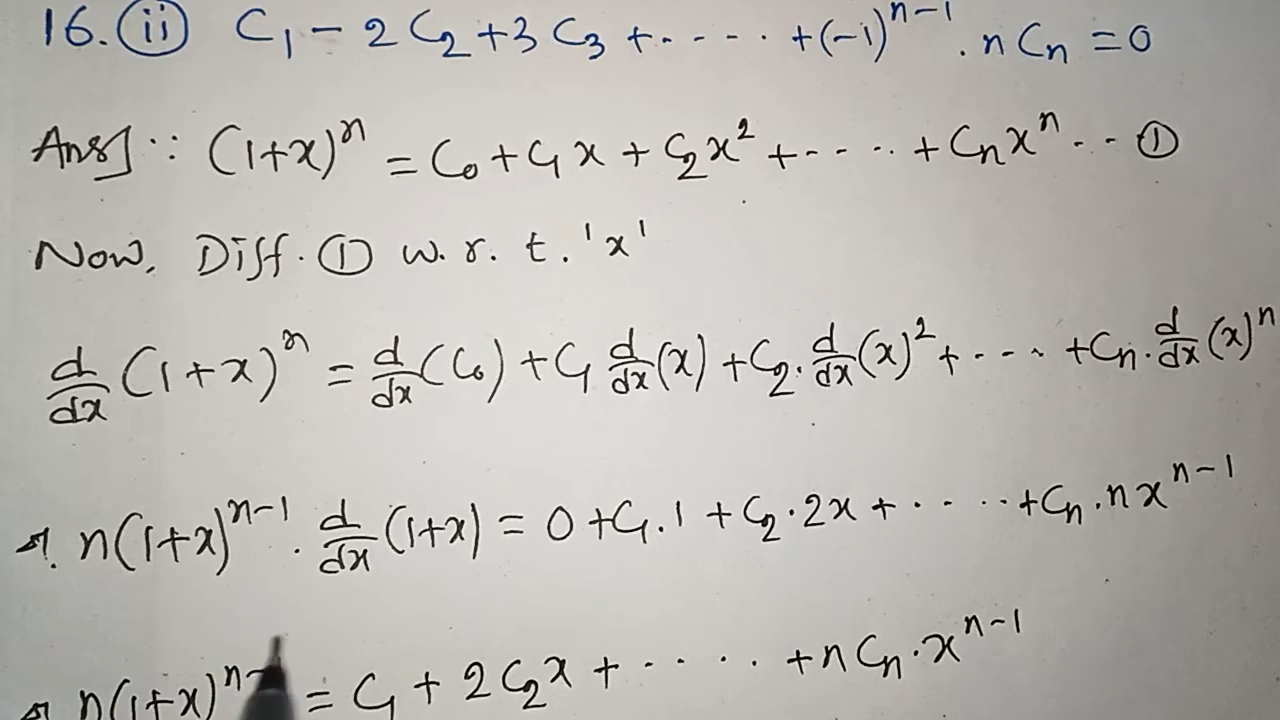 16. (ii) C₁ − 2C₂ + 3C₃ + ..... + (−1)ⁿ⁻¹ . nCₙ = 0
Ans] ∵ (1+x)ⁿ = C₀ + C₁x + C₂x² + ..... + Cₙxⁿ -- ①
Now, Diff. ① w.r.t. 'x'
d/dx (1+x)ⁿ = d/dx (C₀) + C₁ d/dx (x) + C₂. d/dx (x)² + .... + Cₙ. d/dx (x)ⁿ
n(1+x)ⁿ⁻¹ . d/dx (1+x) = 0 + C₁.1 + C₂.2x + ..... + Cₙ.nxⁿ⁻¹
n(1+x)ⁿ⁻ = C₁ + 2C₂x + ..... + nCₙ.xⁿ⁻¹